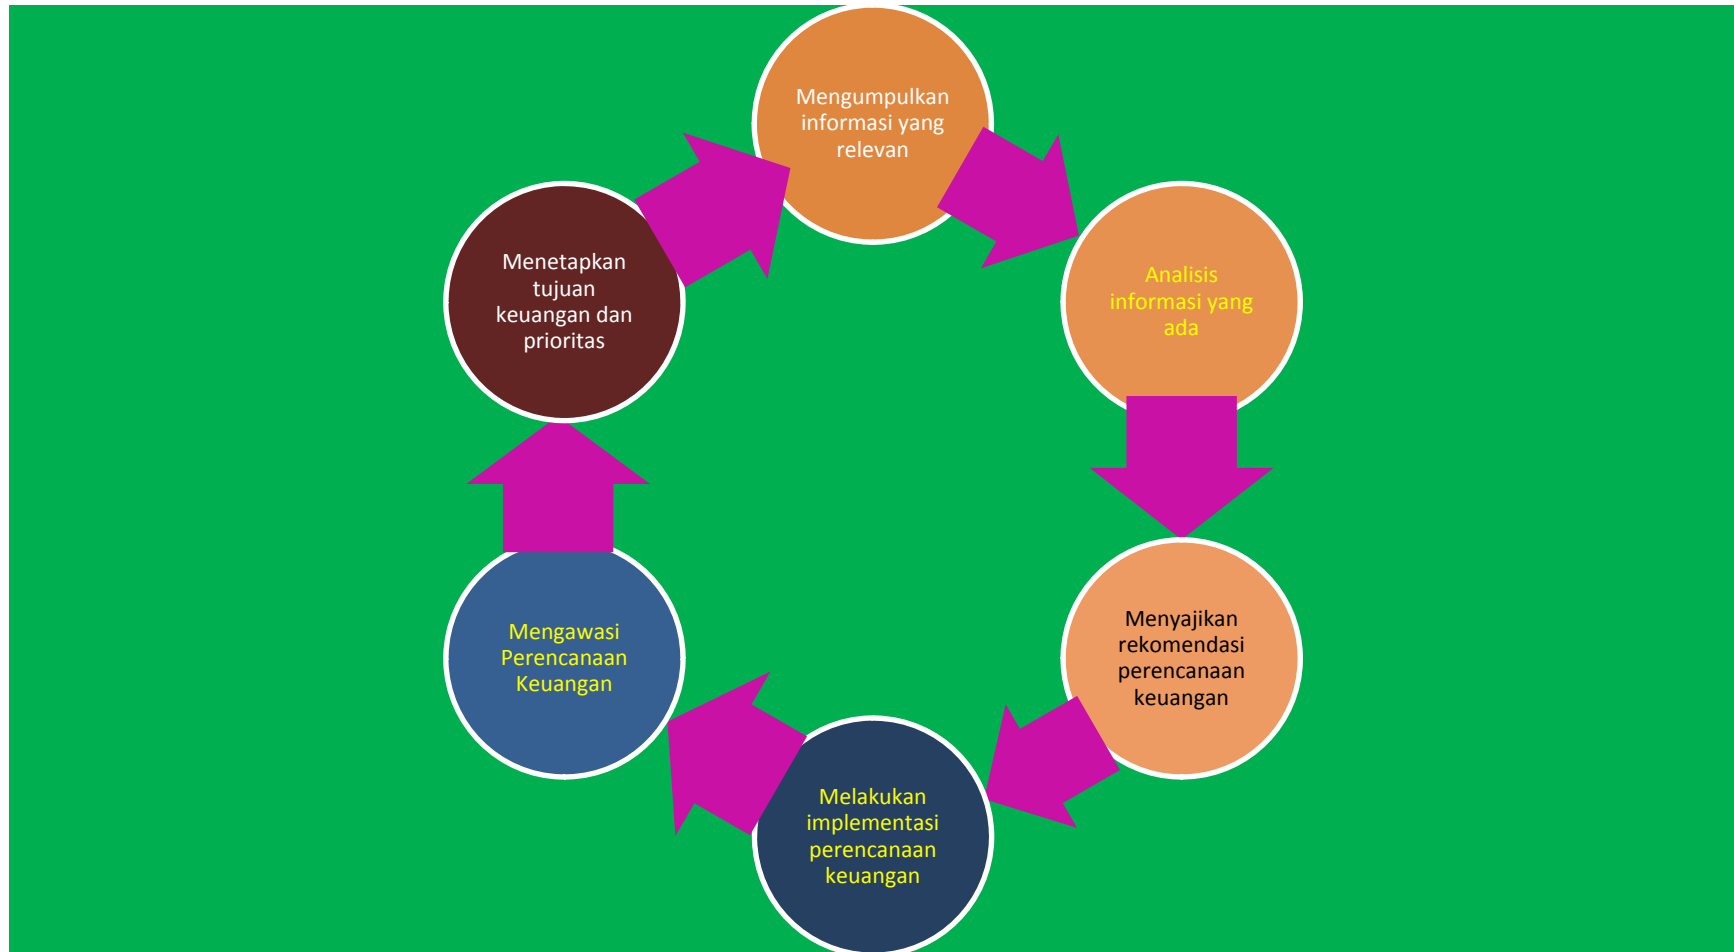 Mengumpulkan
informasi yang
relevan
Analisis
informasi yang
ada
Menyajikan
rekomendasi
perencanaan
keuangan
Melakukan
implementasi
perencanaan
keuangan
Mengawasi
Perencanaan
Keuangan
Menetapkan
tujuan
keuangan dan
prioritas